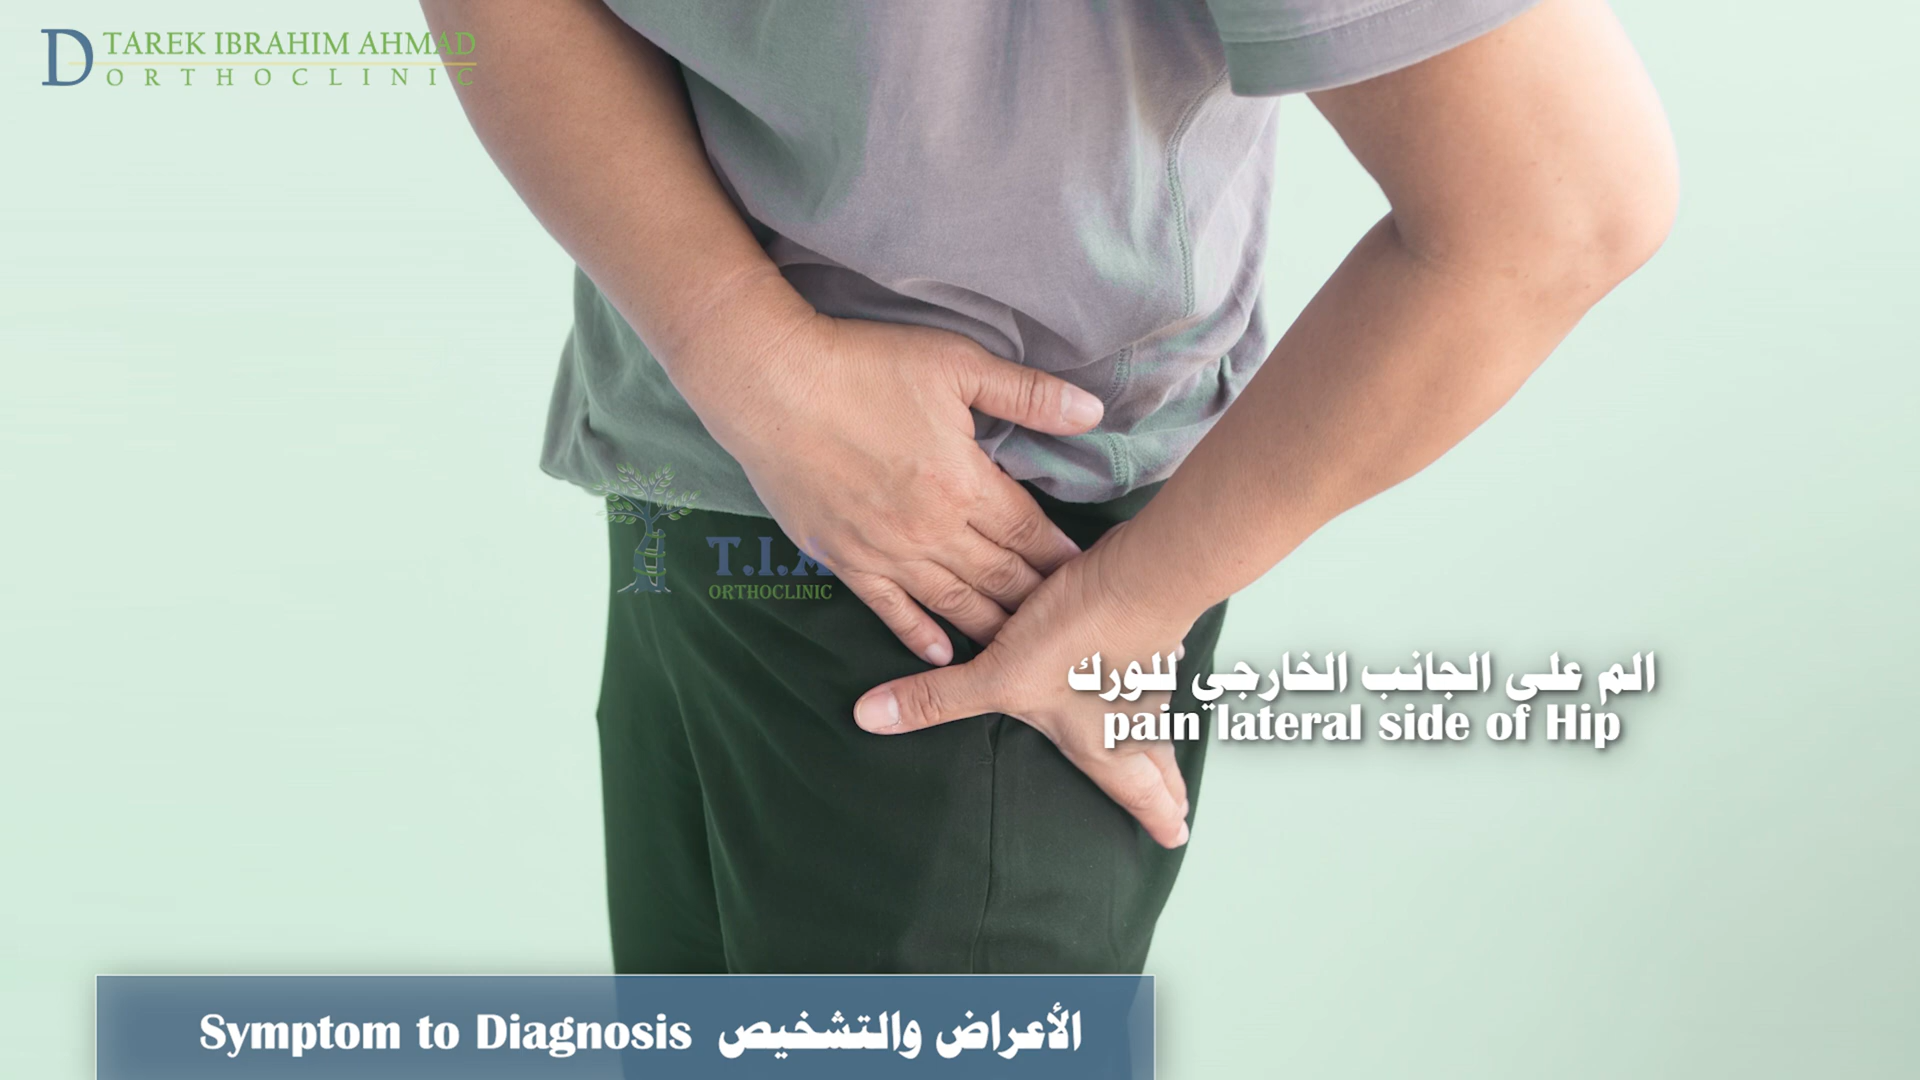 D TAREK IBRAHIM AHMAD
ORTHOCLINIC
T.I.A
ORTHOCLINIC
الم على الجانب الخارجي للورك
pain lateral side of Hip
Symptom to Diagnosis الأعراض والتشخيص